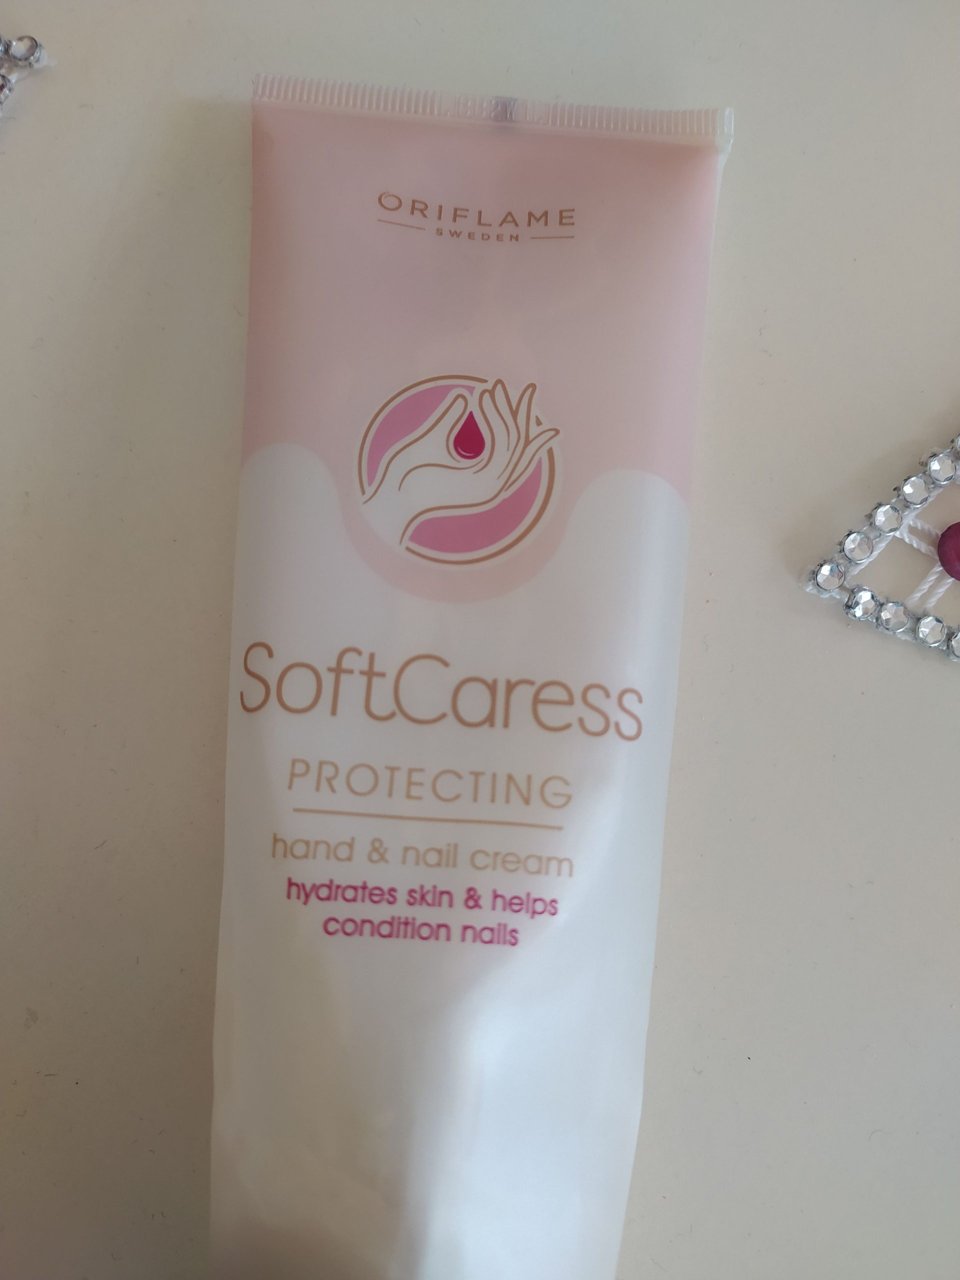 ORIFLAME
SWEDEN
SoftCaress
PROTECTING
hand & nail cream
hydrates skin & helps
condition nails